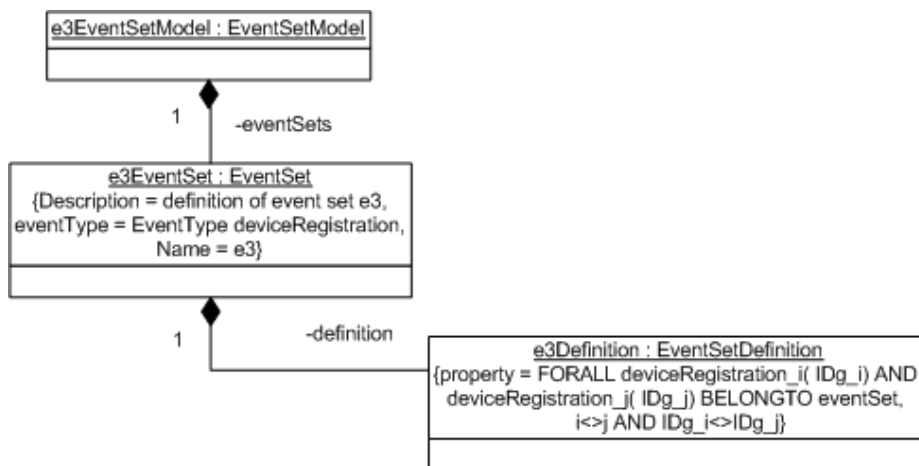 e3EventSetModel : EventSetModel
1
-eventSets
e3EventSet : EventSet
{Description = definition of event set e3,
eventType = EventType deviceRegistration,
Name = e3}
1
-definition
e3Definition : EventSetDefinition
{property = FORALL deviceRegistration_i( IDg_i) AND
deviceRegistration_j( IDg_j) BELONGTO eventSet,
i<>j AND IDg_i<>IDg_j}